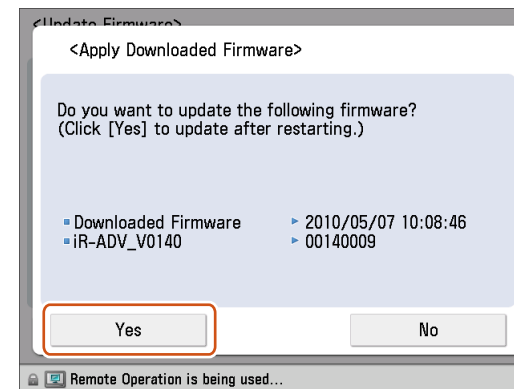 <Update Firmware>
<Apply Downloaded Firmware>
Do you want to update the following firmware?
(Click [Yes] to update after restarting.)
Downloaded Firmware 2010/05/07 10:08:46
iR-ADV_V0140 00140009
Yes No
Remote Operation is being used...